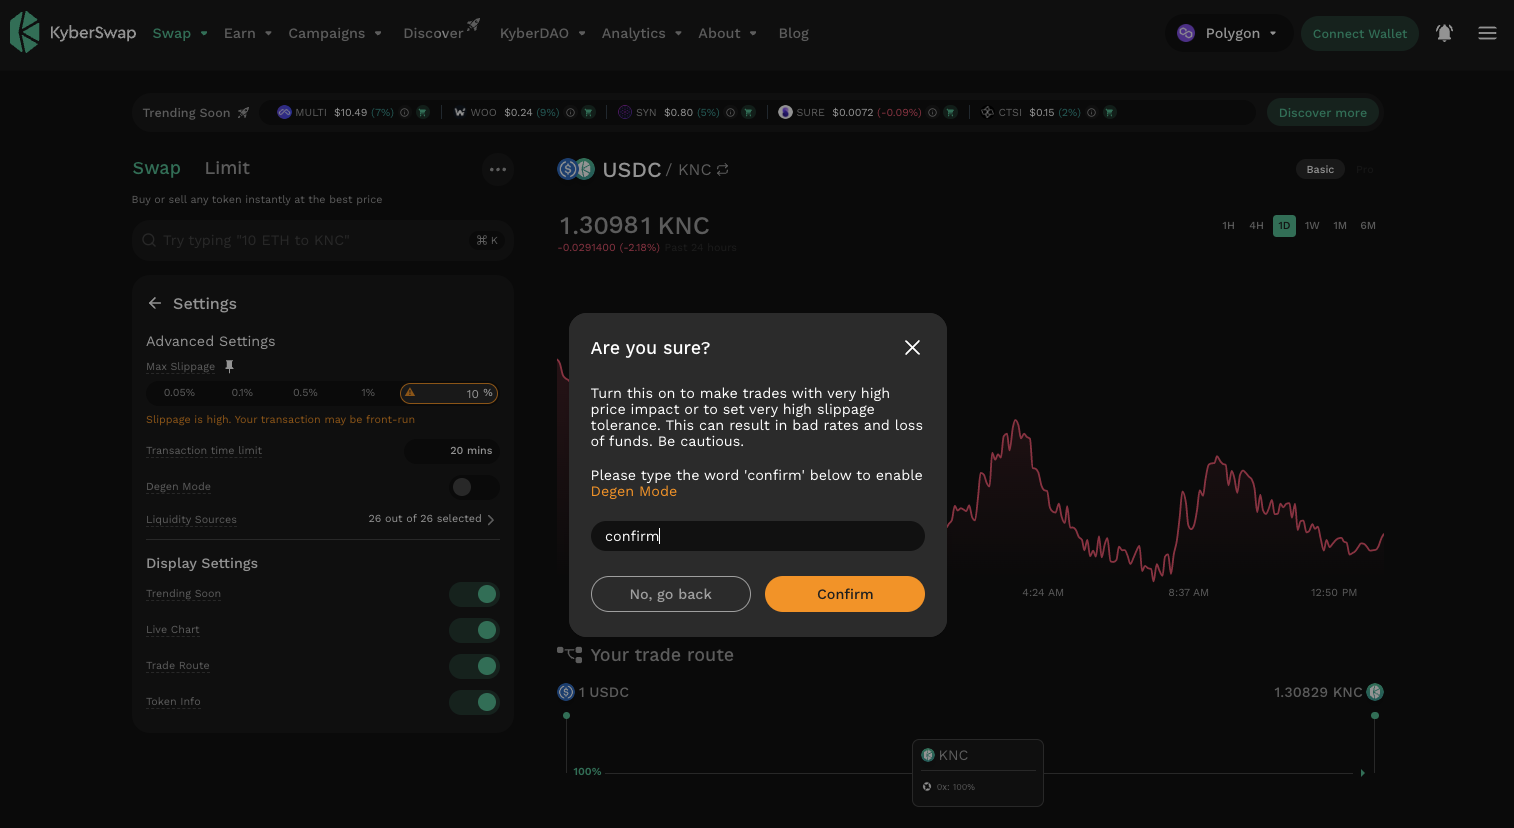 KyberSwap Swap Earn Campaigns Discover KyberDAO Analytics About Blog Polygon Connect Wallet
Trending Soon MULTI $10.49 (7%) WOO $0.24 (9%) SYN $0.80 (5%) SURE $0.0072 (-0.09%) CTSI $0.15 (2%) Discover more
Swap Limit
Buy or sell any token instantly at the best price
Try typing "10 ETH to KNC" ⌘ K
Settings
Advanced Settings
Max Slippage
0.05% 0.1% 0.5% 1% 10 %
Slippage is high. Your transaction may be front-run
Transaction time limit 20 mins
Degen Mode
Liquidity Sources 26 out of 26 selected
Display Settings
Trending Soon
Live Chart
Trade Route
Token Info
USDC / KNC Basic Pro
1.30981 KNC
-0.0291400 (-2.18%) Past 24 hours
1H 4H 1D 1W 1M 6M
Are you sure?
Turn this on to make trades with very high
price impact or to set very high slippage
tolerance. This can result in bad rates and loss
of funds. Be cautious.
Please type the word 'confirm' below to enable
Degen Mode
confirm
No, go back Confirm
4:24 AM 8:37 AM 12:50 PM
Your trade route
1 USDC 1.30829 KNC
100%
KNC
0x: 100%